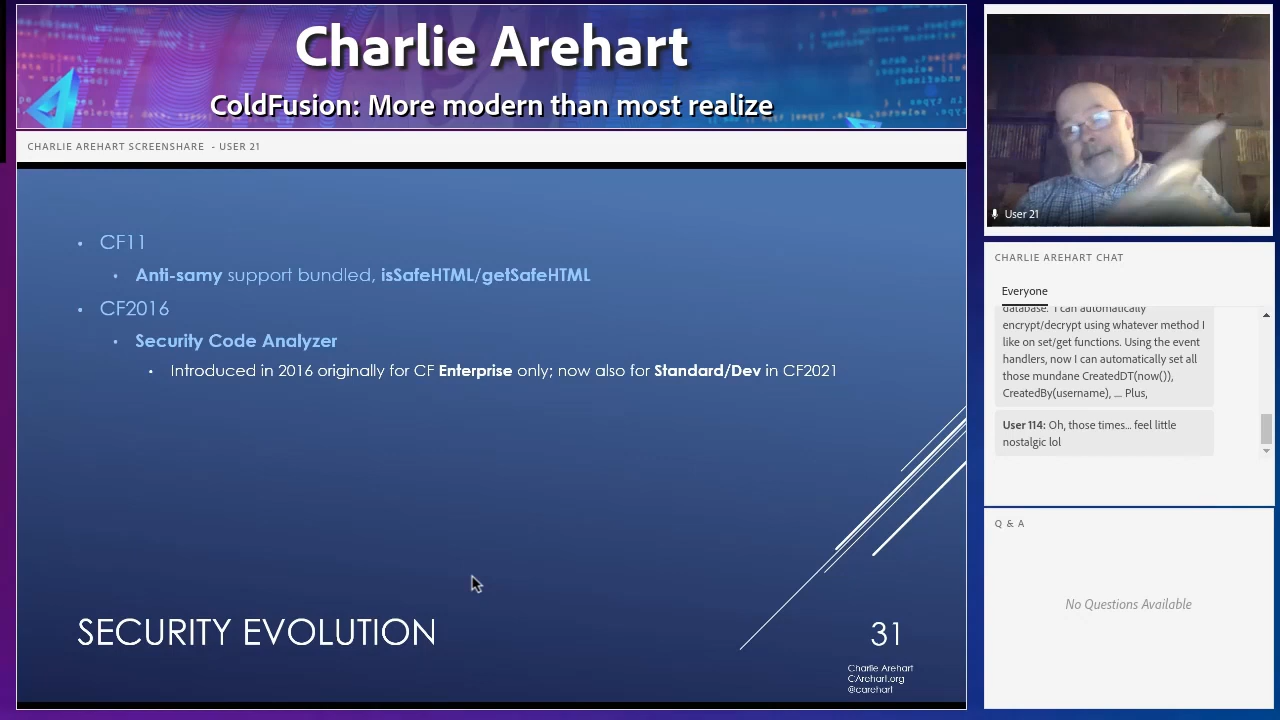 Charlie Arehart
ColdFusion: More modern than most realize
CHARLIE AREHART SCREENSHARE - USER 21
• CF11
• Anti-samy support bundled, isSafeHTML/getSafeHTML
• CF2016
• Security Code Analyzer
• Introduced in 2016 originally for CF Enterprise only; now also for Standard/Dev in CF2021
SECURITY EVOLUTION
31
Charlie Arehart
CArehart.org
@carehart
User 21
CHARLIE AREHART CHAT
Everyone
database. I can automatically
encrypt/decrypt using whatever method I
like on set/get functions. Using the event
handlers, now I can automatically set all
those mundane CreatedDT(now()),
CreatedBy(username), .... Plus,
User 114: Oh, those times... feel little
nostalgic lol
Q & A
No Questions Available